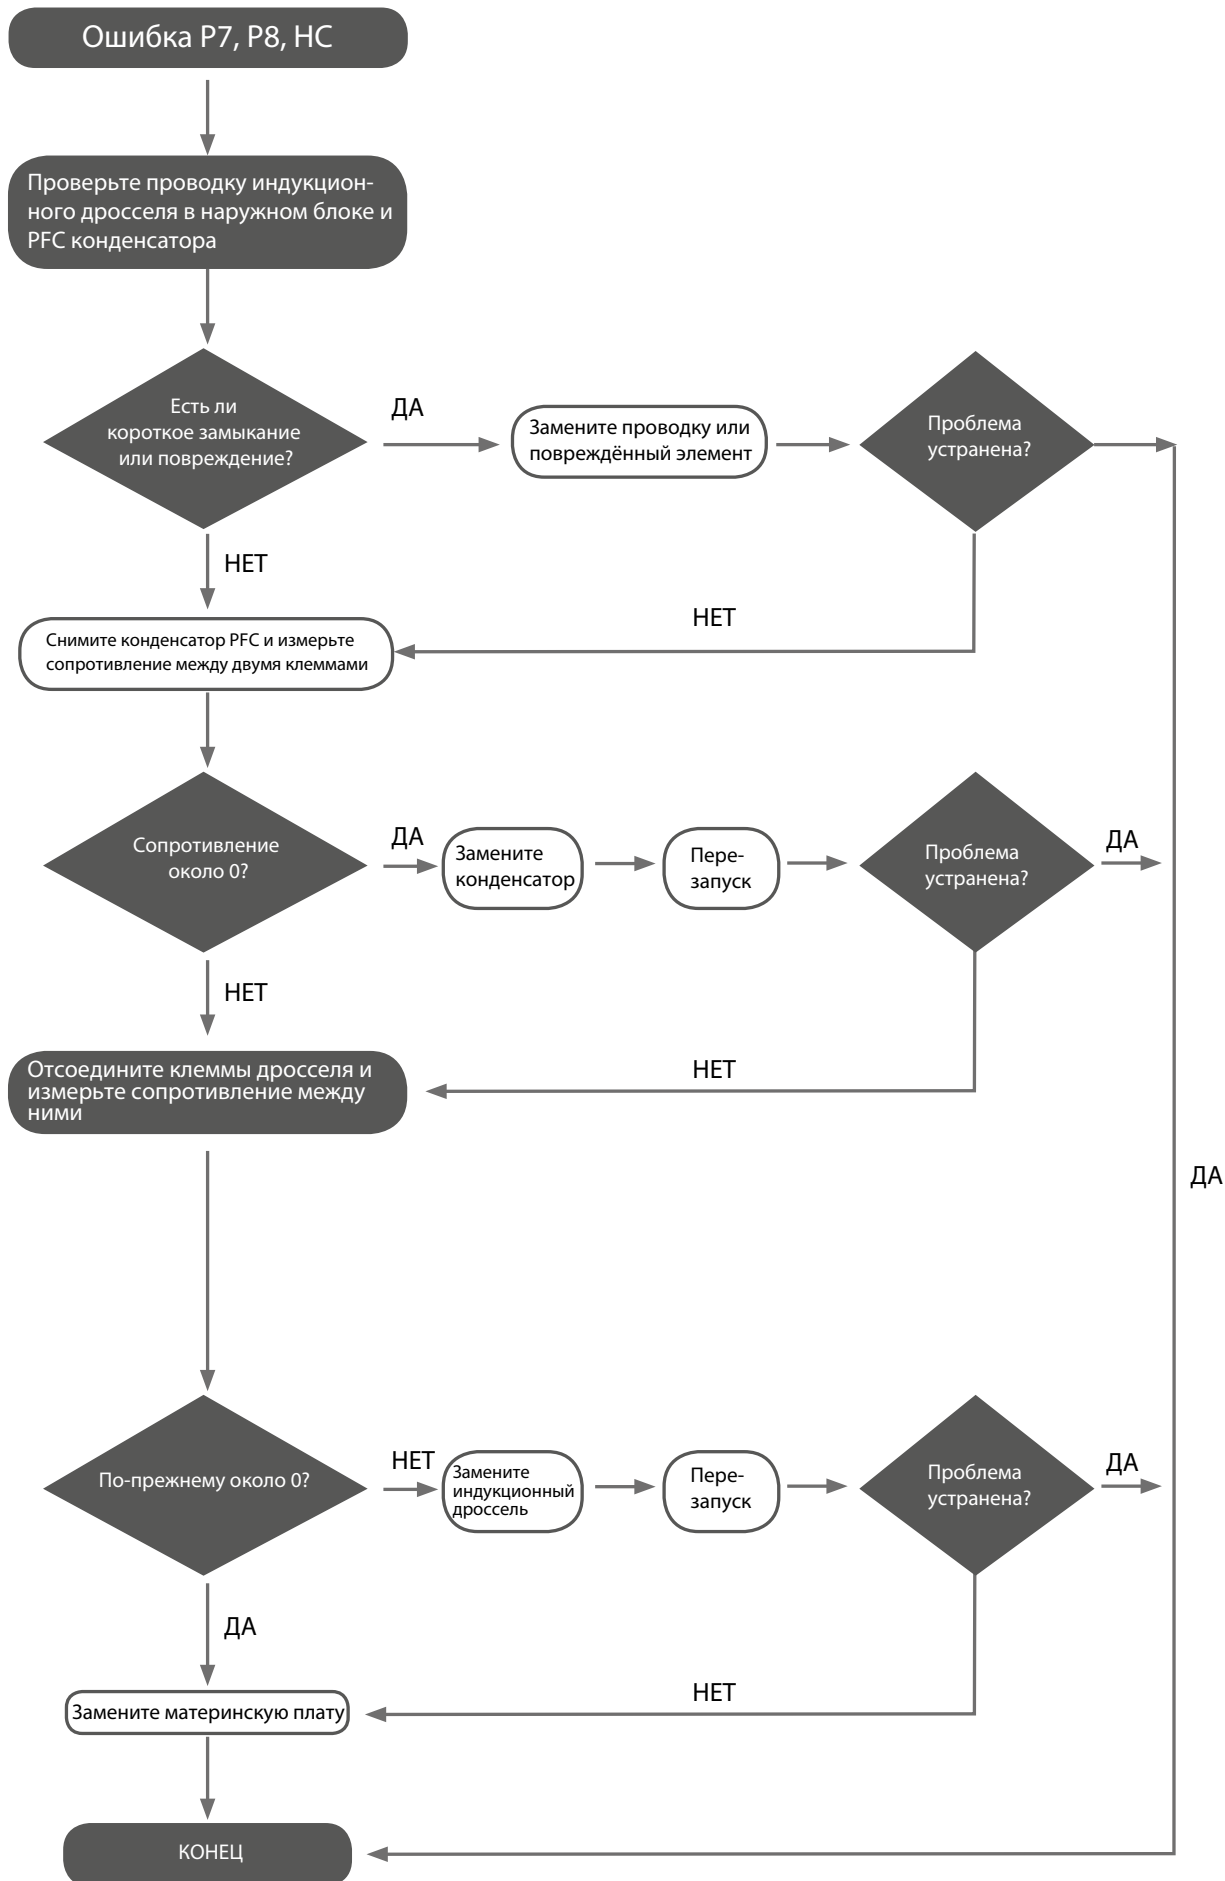 Ошибка P7, P8, HC
Проверьте проводку индукцион-
ного дросселя в наружном блоке и
PFC конденсатора
Есть ли
короткое замыкание
или повреждение?
ДА
Замените проводку или
повреждённый элемент
Проблема
устранена?
НЕТ
НЕТ
Снимите конденсатор PFC и измерьте
сопротивление между двумя клеммами
Сопротивление
около 0?
ДА
Замените
конденсатор
Пере-
запуск
Проблема
устранена?
ДА
НЕТ
НЕТ
Отсоедините клеммы дросселя и
измерьте сопротивление между
ними
ДА
По-прежнему около 0?
НЕТ
Замените
индукционный
дроссель
Пере-
запуск
Проблема
устранена?
ДА
ДА
НЕТ
Замените материнскую плату
КОНЕЦ